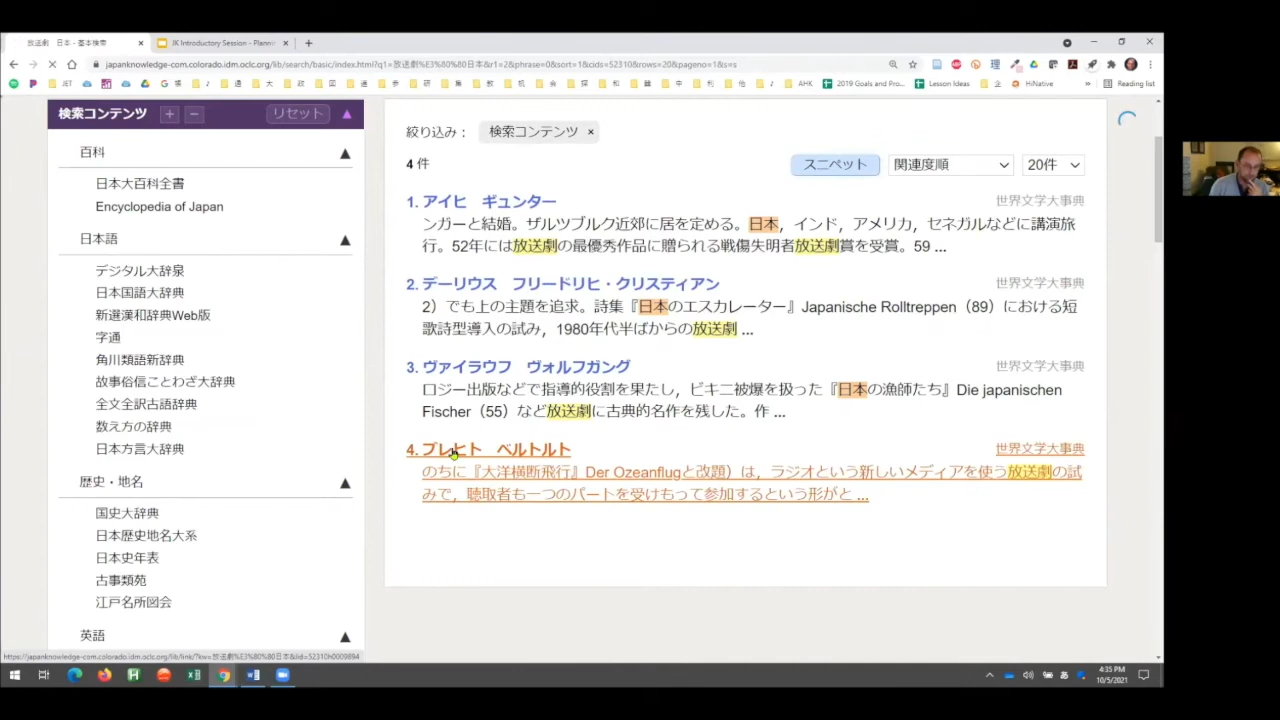 放送劇 日本 - 基本検索
JK Introductory Session - Plannin
japanknowledge-com.colorado.idm.oclc.org/lib/search/basic/index.html?q1=放送劇%E3%80%80日本&r1=2&phrase=0&sort=1&cids=52310&rows=20&pageno=1&s=s
JET
AHK
2019 Goals and Pro...
Lesson Ideas
HiNative
Reading list
検索コンテンツ
リセット
百科
日本大百科全書
Encyclopedia of Japan
日本語
デジタル大辞泉
日本国語大辞典
新選漢和辞典Web版
字通
角川類語新辞典
故事俗信ことわざ大辞典
全文全訳古語辞典
数え方の辞典
日本方言大辞典
歴史・地名
国史大辞典
日本歴史地名大系
日本史年表
古事類苑
江戸名所図会
英語
絞り込み： 検索コンテンツ ×
4 件
スニペット 関連度順 20件
1. アイヒ　ギュンター 世界文学大事典
ンガーと結婚。ザルツブルク近郊に居を定める。日本，インド，アメリカ，セネガルなどに講演旅
行。52年には放送劇の最優秀作品に贈られる戦傷失明者放送劇賞を受賞。59 ...
2. デーリウス　フリードリヒ・クリスティアン 世界文学大事典
2）でも上の主題を追求。詩集『日本のエスカレーター』Japanische Rolltreppen（89）における短
歌詩型導入の試み，1980年代半ばからの放送劇 ...
3. ヴァイラウフ　ヴォルフガング 世界文学大事典
ロジー出版などで指導的役割を果たし，ビキニ被爆を扱った『日本の漁師たち』Die japanischen
Fischer（55）など放送劇に古典的名作を残した。作 ...
4. ブレヒト　ベルトルト 世界文学大事典
のちに『大洋横断飛行』Der Ozeanflugと改題）は，ラジオという新しいメディアを使う放送劇の試
みで，聴取者も一つのパートを受けもって参加するという形がと ...
https://japanknowledge-com.colorado.idm.oclc.org/lib/link/?kw=放送劇%E3%80%80日本&lid=52310h0009894
4:35 PM
10/5/2021